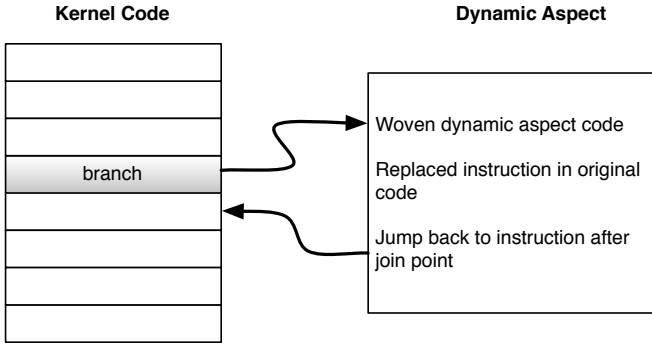 Kernel Code
Dynamic Aspect
Woven dynamic aspect code
branch
Replaced instruction in original
code
Jump back to instruction after
join point